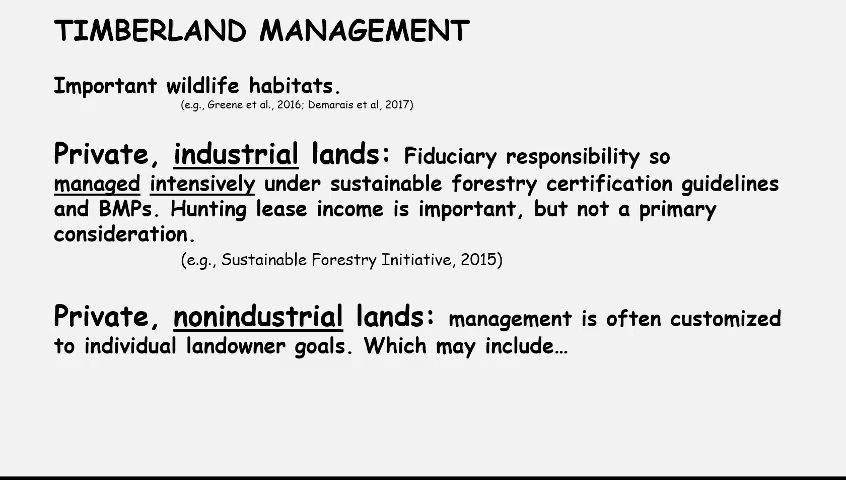 TIMBERLAND MANAGEMENT
Important wildlife habitats.
(e.g., Greene et al., 2016; Demarais et al, 2017)
Private, industrial lands: Fiduciary responsibility so
managed intensively under sustainable forestry certification guidelines
and BMPs. Hunting lease income is important, but not a primary
consideration.
(e.g., Sustainable Forestry Initiative, 2015)
Private, nonindustrial lands: management is often customized
to individual landowner goals. Which may include…